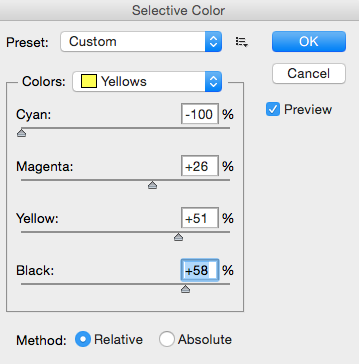 Selective Color
Preset: Custom
OK
Colors: Yellows
Cancel
Cyan: -100 %
Preview
Magenta: +26 %
Yellow: +51 %
Black: +58 %
Method: Relative Absolute